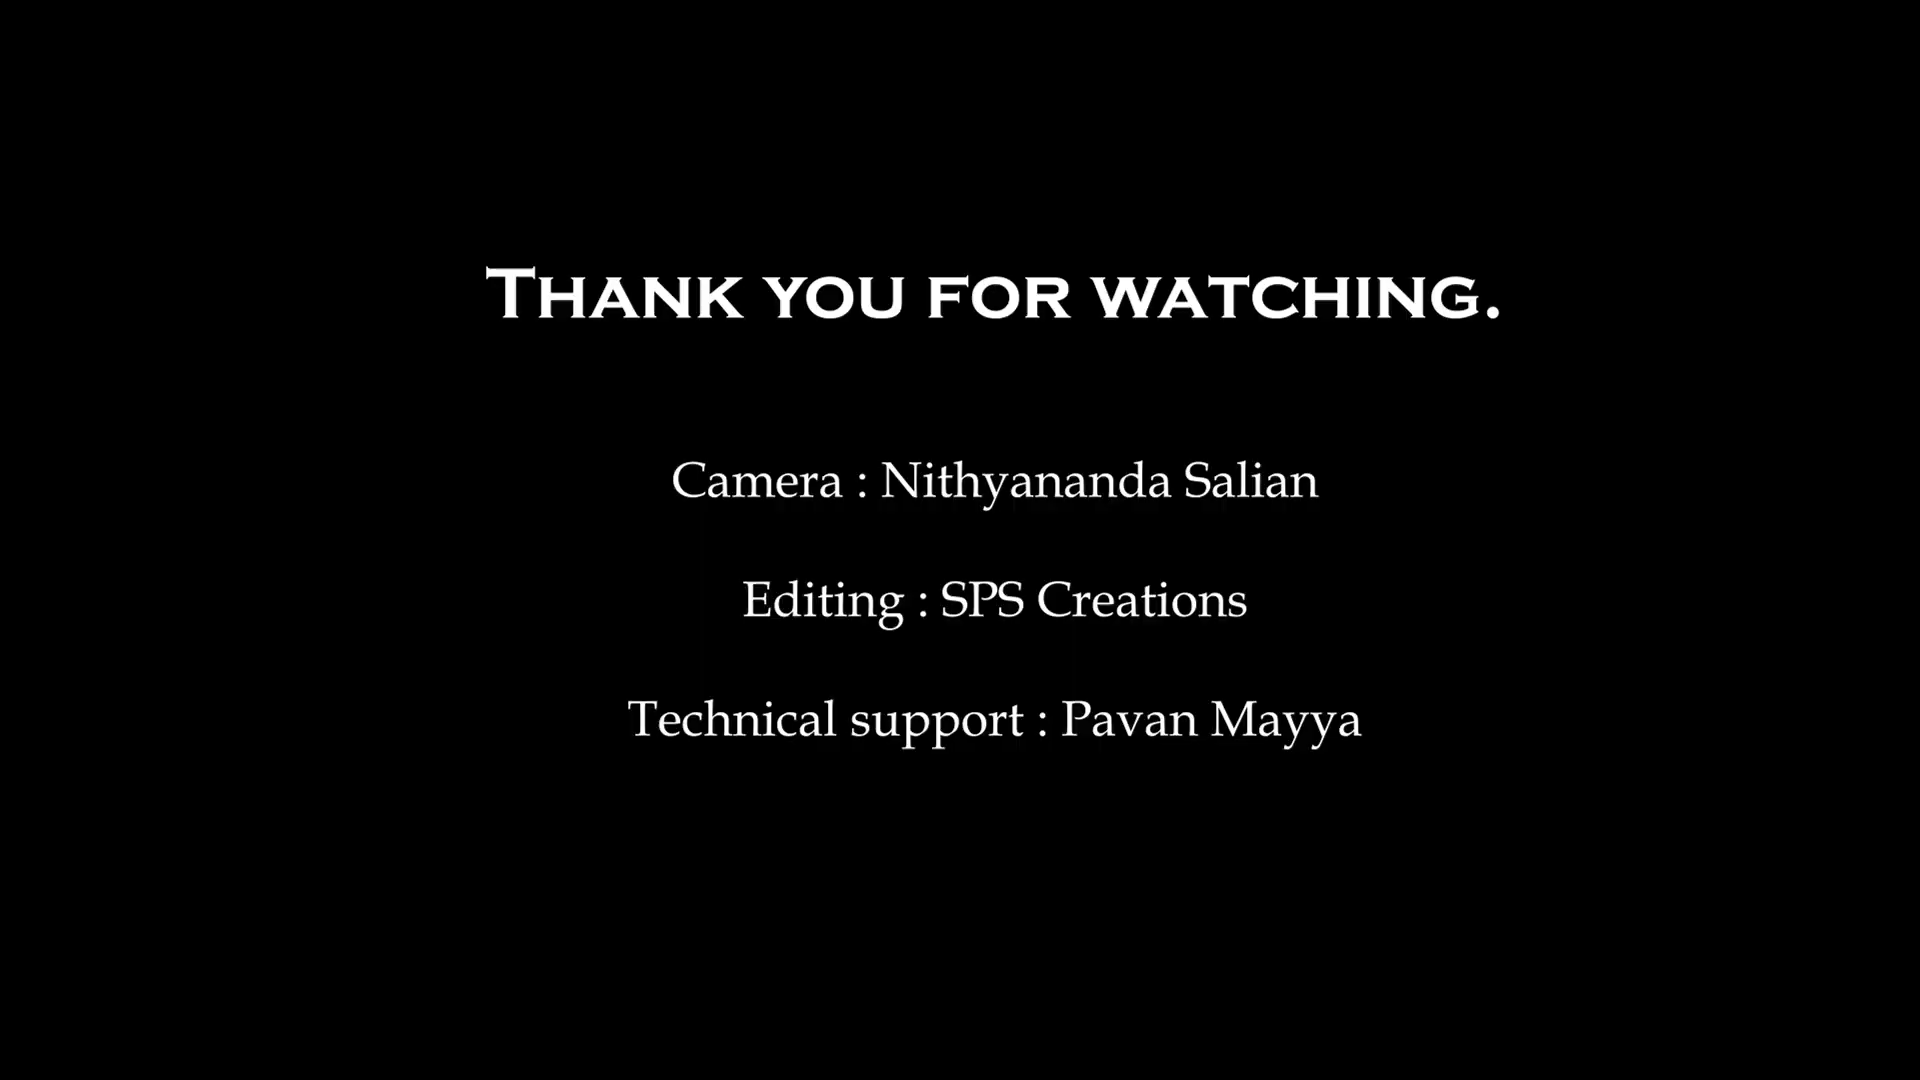 Thank you for watching.
Camera : Nithyananda Salian
Editing : SPS Creations
Technical support : Pavan Mayya